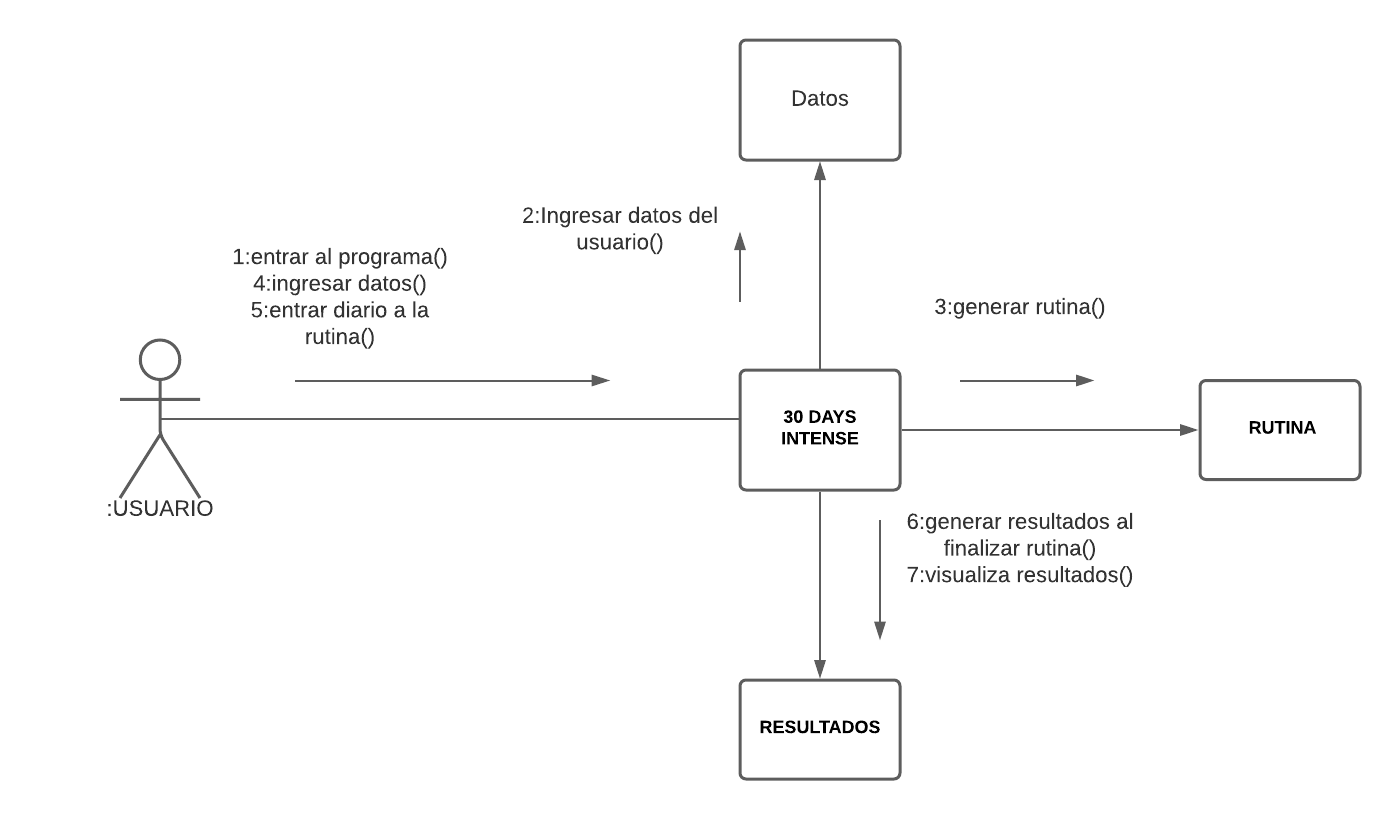 Datos
2:Ingresar datos del
usuario()
1:entrar al programa()
4:ingresar datos()
5:entrar diario a la
rutina()
3:generar rutina()
30 DAYS
INTENSE
RUTINA
:USUARIO
6:generar resultados al
finalizar rutina()
7:visualiza resultados()
RESULTADOS